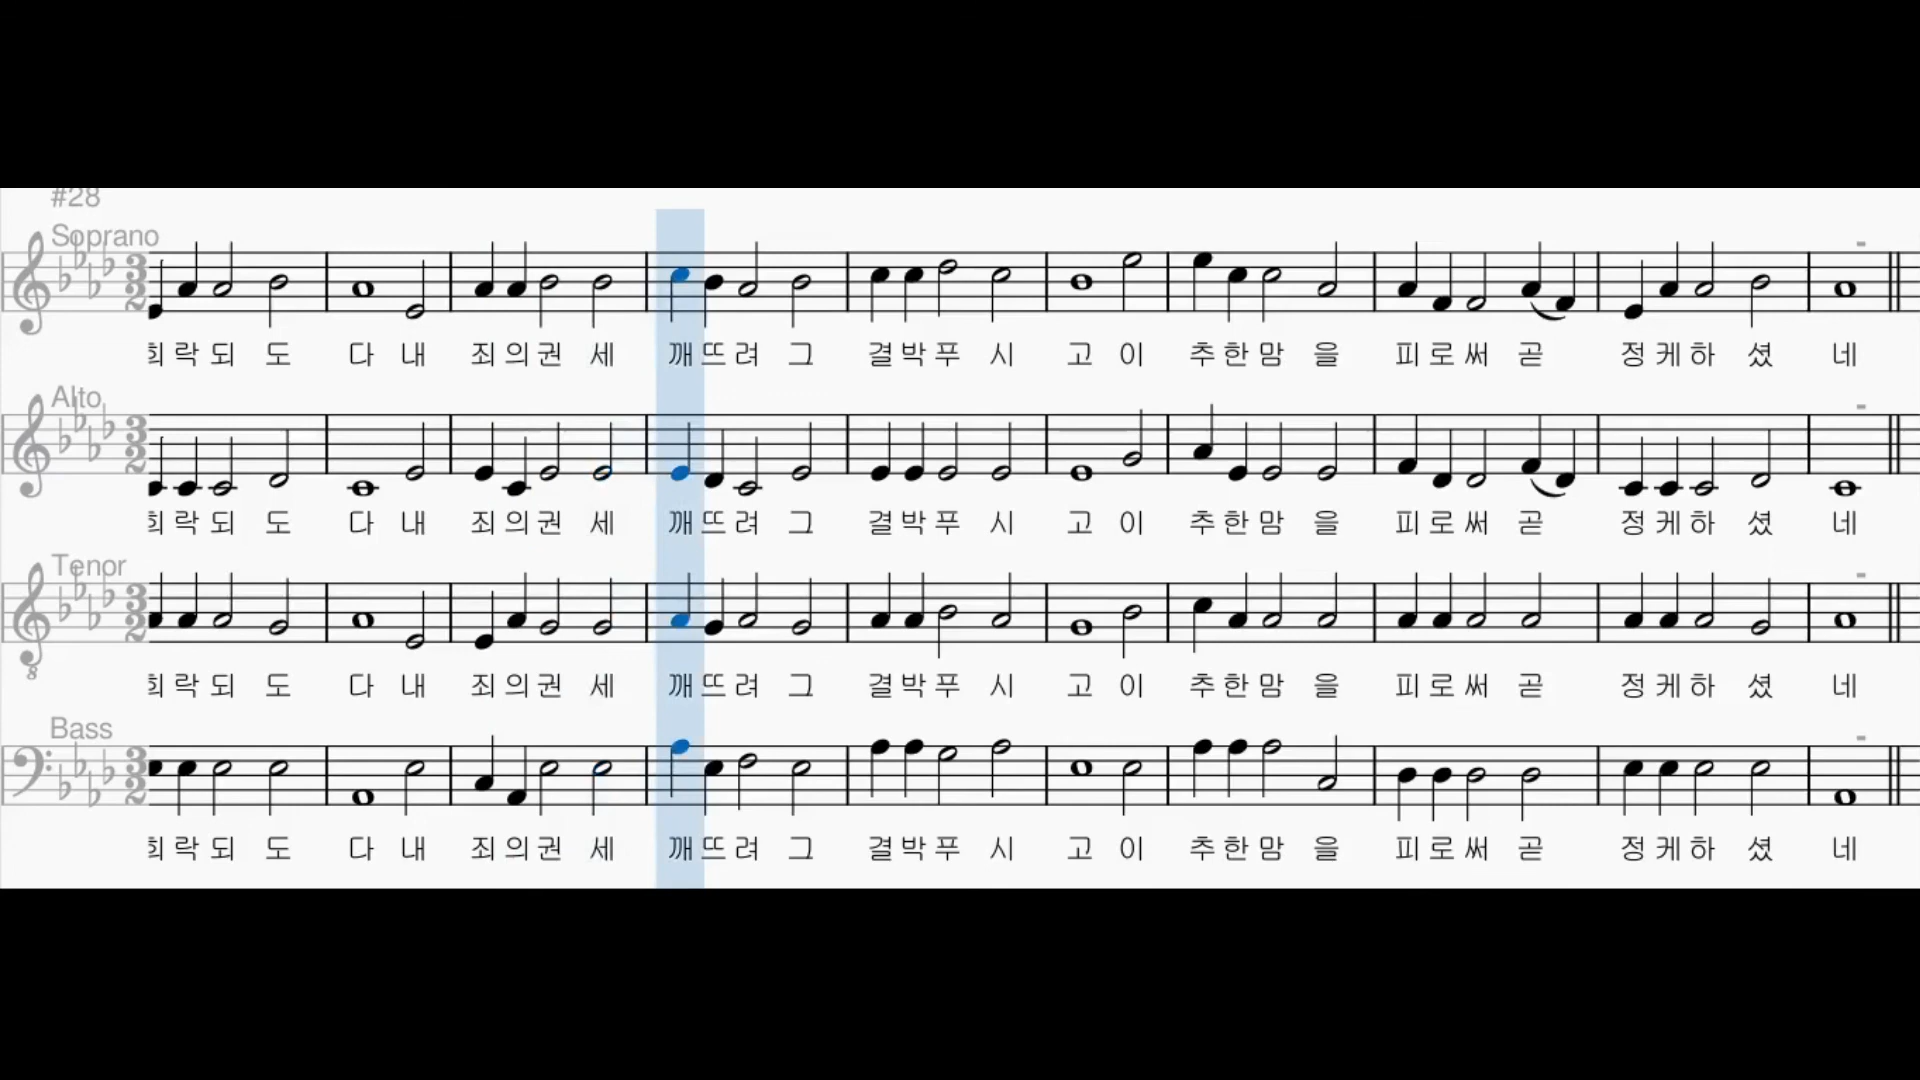 #28
Soprano
락 되 도 다 내 죄 의 권 세 깨 뜨 려 그 결 박 푸 시 고 이 추 한 맘 을 피 로 써 곧 정 케 하 셨 네
Alto
락 되 도 다 내 죄 의 권 세 깨 뜨 려 그 결 박 푸 시 고 이 추 한 맘 을 피 로 써 곧 정 케 하 셨 네
Tenor
8
락 되 도 다 내 죄 의 권 세 깨 뜨 려 그 결 박 푸 시 고 이 추 한 맘 을 피 로 써 곧 정 케 하 셨 네
Bass
락 되 도 다 내 죄 의 권 세 깨 뜨 려 그 결 박 푸 시 고 이 추 한 맘 을 피 로 써 곧 정 케 하 셨 네